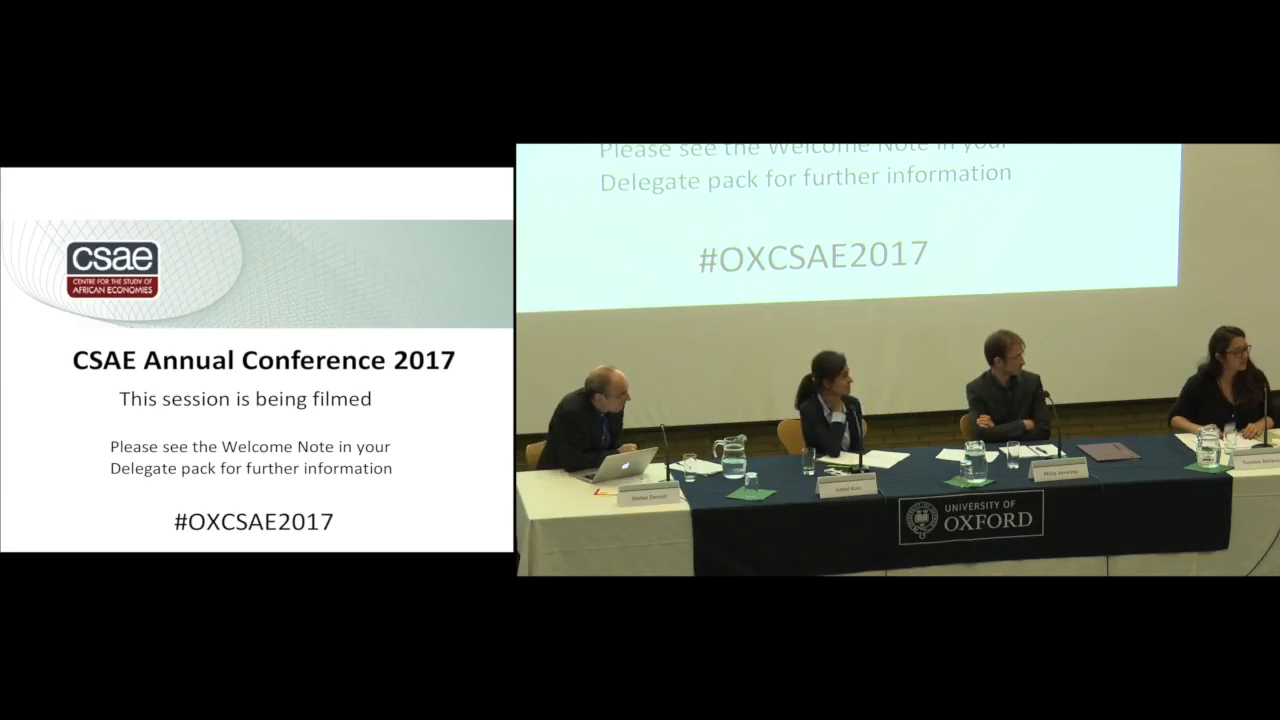 csae
CENTRE FOR THE STUDY OF
AFRICAN ECONOMIES
CSAE Annual Conference 2017
This session is being filmed
Please see the Welcome Note in your
Delegate pack for further information
#OXCSAE2017
Please see the Welcome Note in your
Delegate pack for further information
#OXCSAE2017
UNIVERSITY OF
OXFORD